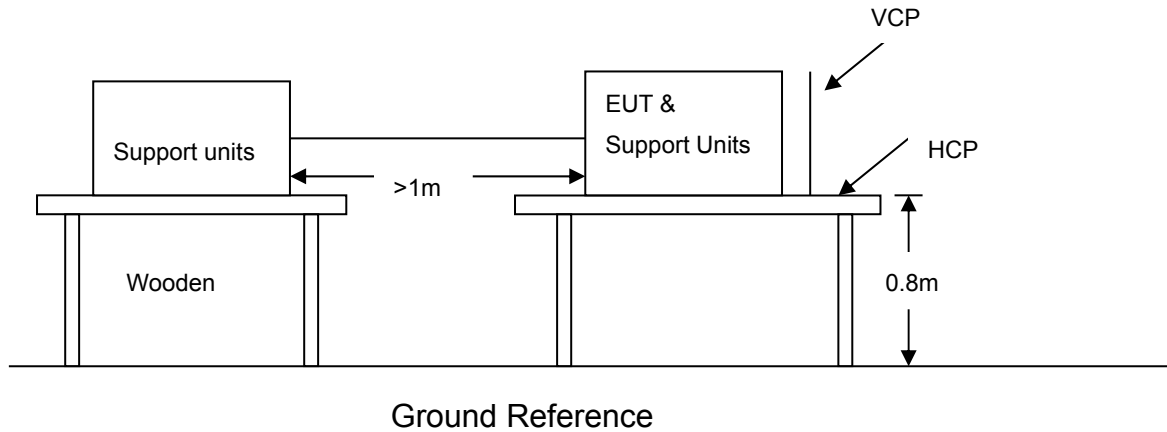 VCP
EUT &
Support Units
Support units
HCP
>1m
Wooden
0.8m
Ground Reference